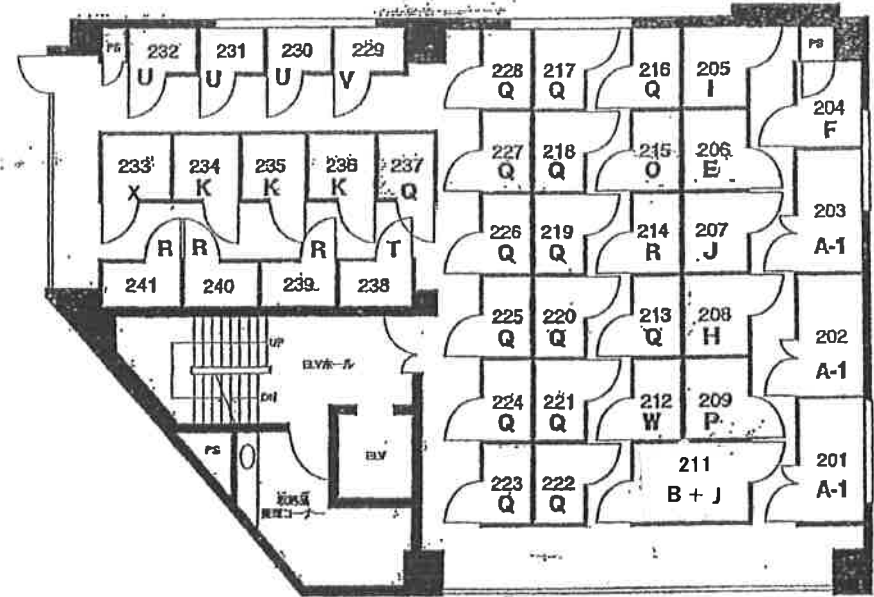 PS
232
U
231
U
230
U
229
V
228
Q
217
Q
216
Q
205
I
PS
204
F
233
X
234
K
235
K
236
K
237
Q
227
Q
218
Q
215
O
206
E
203
A-1
R
R
R
T
241
240
239
238
226
Q
219
Q
214
R
207
J
UP
ELVホール
DN
225
Q
220
Q
213
Q
208
H
202
A-1
224
Q
221
Q
212
W
209
P
PS
ELV
223
Q
222
Q
211
B + J
201
A-1